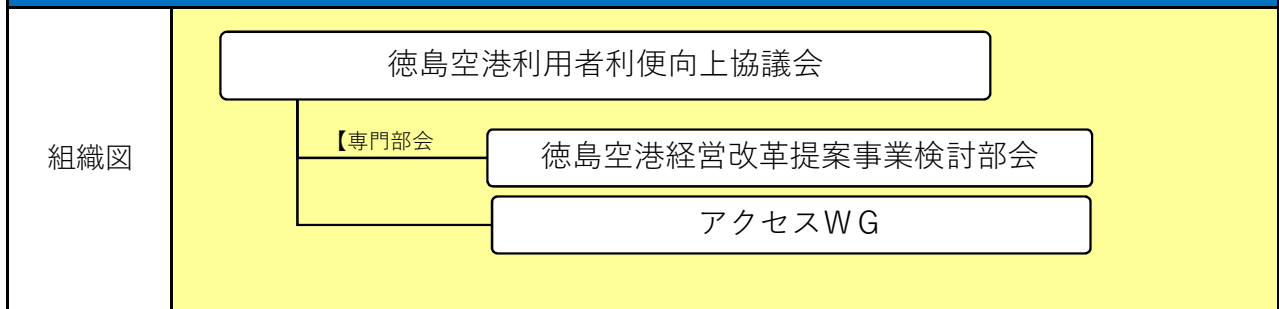 徳島空港利用者利便向上協議会
組織図
【専門部会
徳島空港経営改革提案事業検討部会
アクセスＷＧ